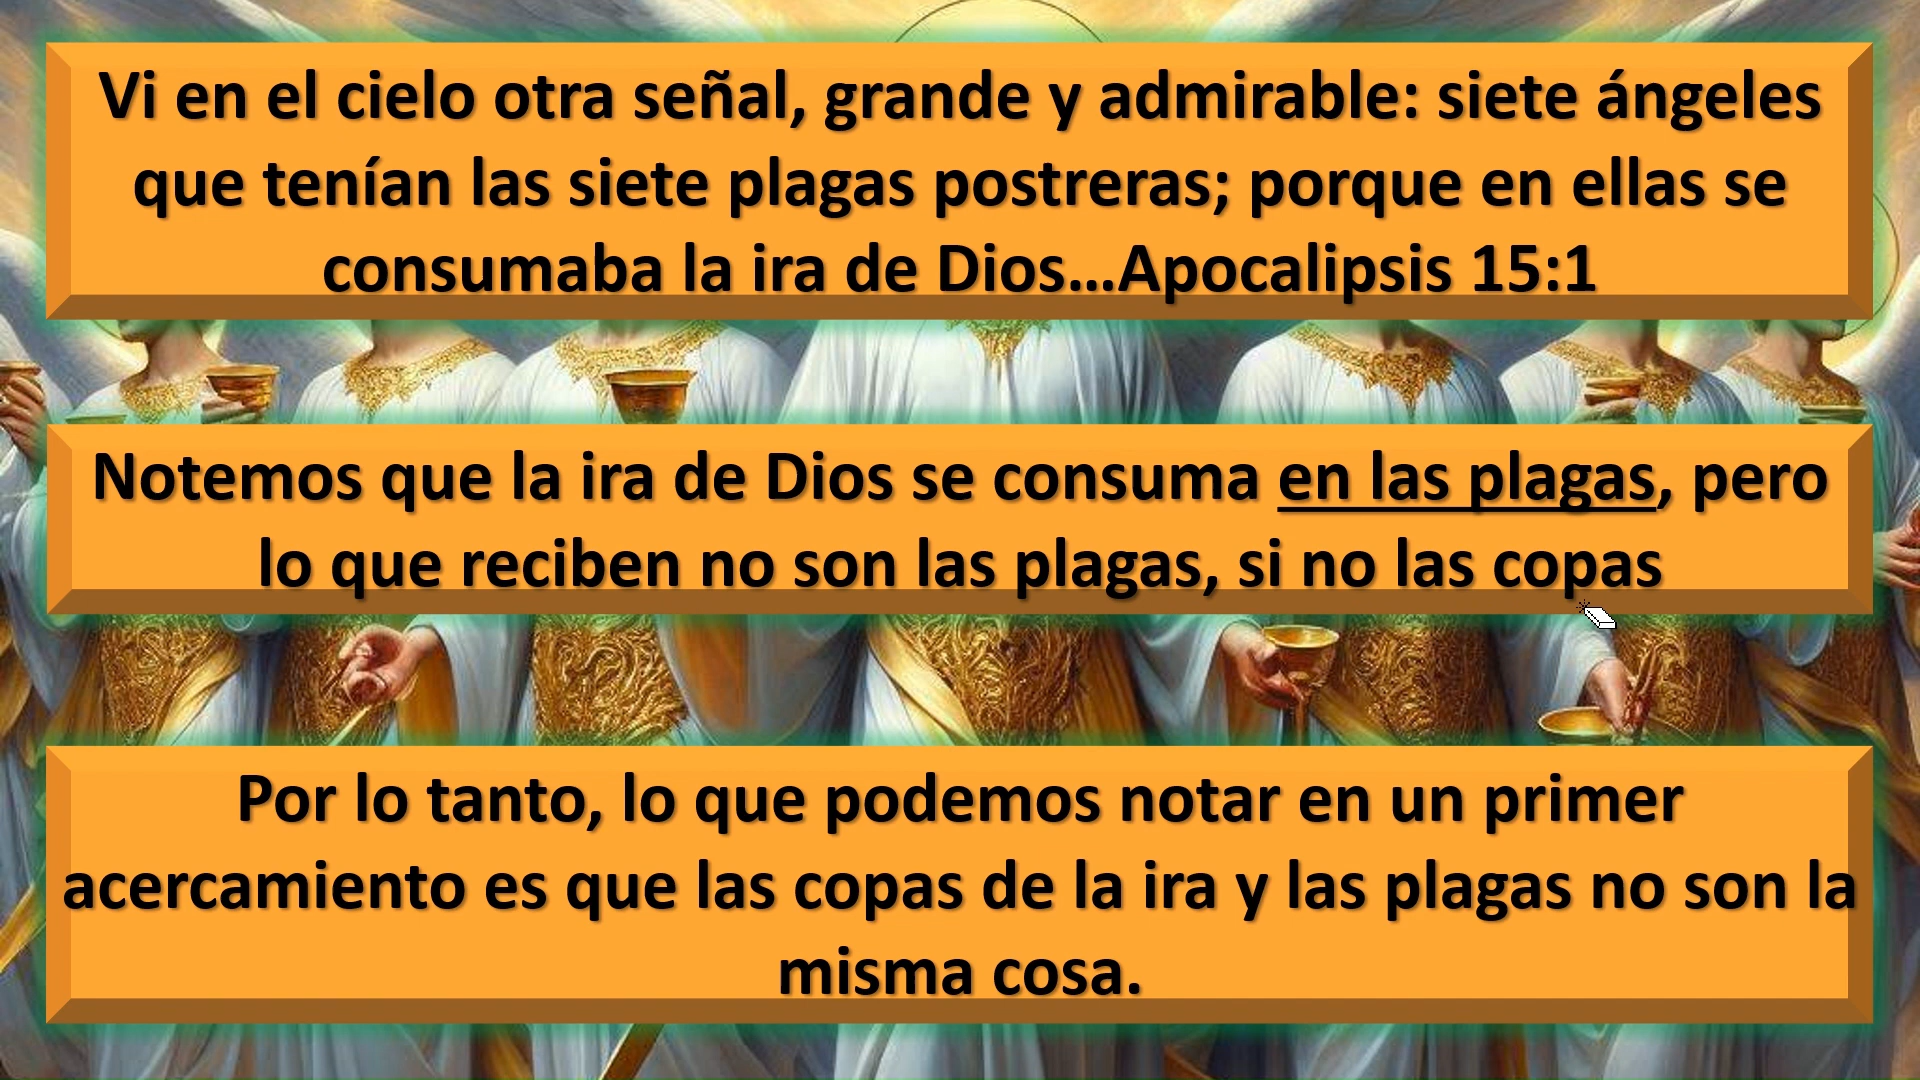 Vi en el cielo otra señal, grande y admirable: siete ángeles
que tenían las siete plagas postreras; porque en ellas se
consumaba la ira de Dios…Apocalipsis 15:1
Notemos que la ira de Dios se consuma en las plagas, pero
lo que reciben no son las plagas, si no las copas
Por lo tanto, lo que podemos notar en un primer
acercamiento es que las copas de la ira y las plagas no son la
misma cosa.